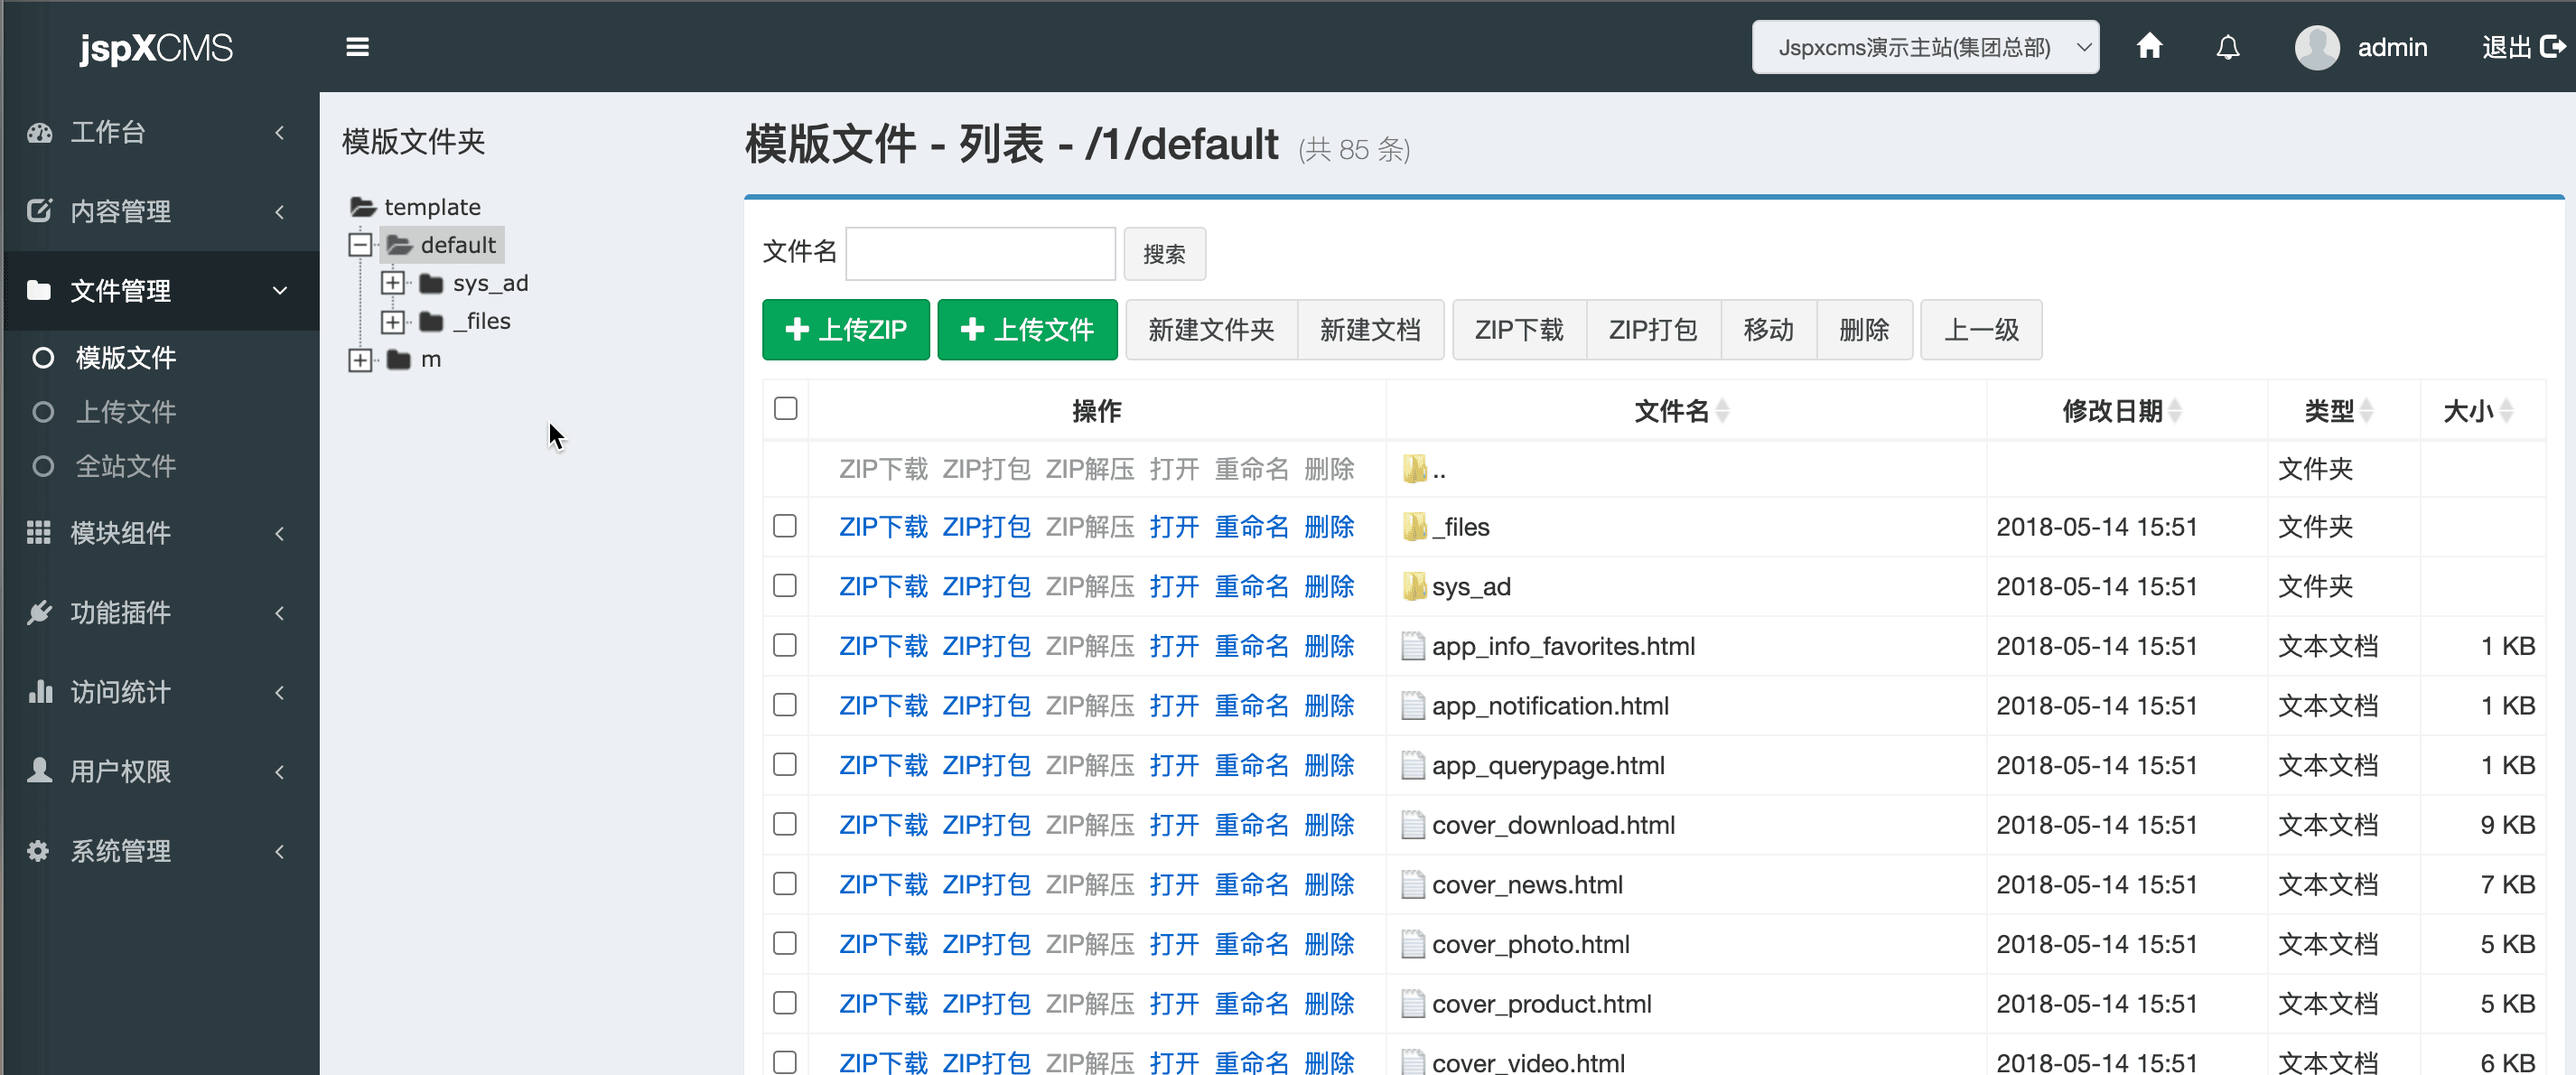 jspXCMS
Jspxcms演示主站(集团总部)
admin
退出
工作台
内容管理
文件管理
模版文件
上传文件
全站文件
模块组件
功能插件
访问统计
用户权限
系统管理
模版文件夹
template
default
sys_ad
_files
m
模版文件 - 列表 - /1/default (共 85 条)
文件名 搜索
上传ZIP 上传文件 新建文件夹 新建文档 ZIP下载 ZIP打包 移动 删除 上一级
操作 文件名 修改日期 类型 大小
ZIP下载 ZIP打包 ZIP解压 打开 重命名 删除 .. 文件夹
ZIP下载 ZIP打包 ZIP解压 打开 重命名 删除 _files 2018-05-14 15:51 文件夹
ZIP下载 ZIP打包 ZIP解压 打开 重命名 删除 sys_ad 2018-05-14 15:51 文件夹
ZIP下载 ZIP打包 ZIP解压 打开 重命名 删除 app_info_favorites.html 2018-05-14 15:51 文本文档 1 KB
ZIP下载 ZIP打包 ZIP解压 打开 重命名 删除 app_notification.html 2018-05-14 15:51 文本文档 1 KB
ZIP下载 ZIP打包 ZIP解压 打开 重命名 删除 app_querypage.html 2018-05-14 15:51 文本文档 1 KB
ZIP下载 ZIP打包 ZIP解压 打开 重命名 删除 cover_download.html 2018-05-14 15:51 文本文档 9 KB
ZIP下载 ZIP打包 ZIP解压 打开 重命名 删除 cover_news.html 2018-05-14 15:51 文本文档 7 KB
ZIP下载 ZIP打包 ZIP解压 打开 重命名 删除 cover_photo.html 2018-05-14 15:51 文本文档 5 KB
ZIP下载 ZIP打包 ZIP解压 打开 重命名 删除 cover_product.html 2018-05-14 15:51 文本文档 5 KB
ZIP下载 ZIP打包 ZIP解压 打开 重命名 删除 cover_video.html 2018-05-14 15:51 文本文档 6 KB